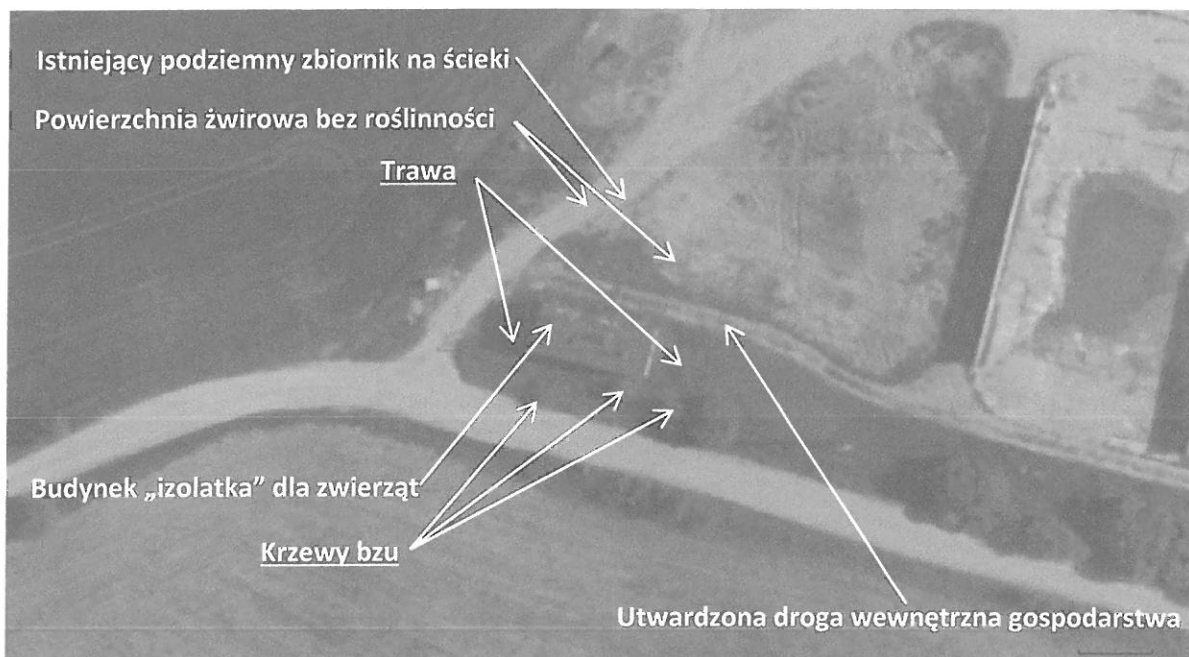 Istniejący podziemny zbiornik na ścieki
Powierzchnia żwirowa bez roślinności
Trawa
Budynek „izolatka” dla zwierząt
Krzewy bzu
Utwardzona droga wewnętrzna gospodarstwa